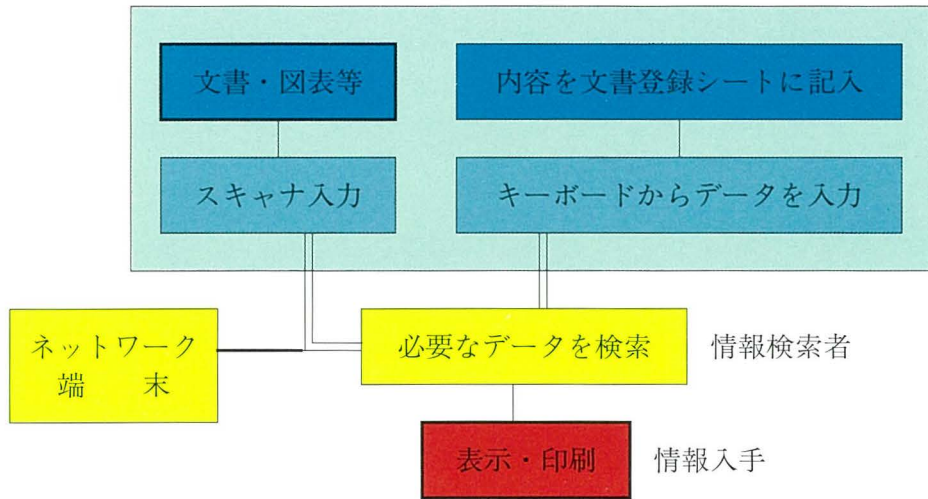 文書・図表等
内容を文書登録シートに記入
スキャナ入力
キーボードからデータを入力
ネットワーク
端　　末
必要なデータを検索
情報検索者
表示・印刷
情報入手